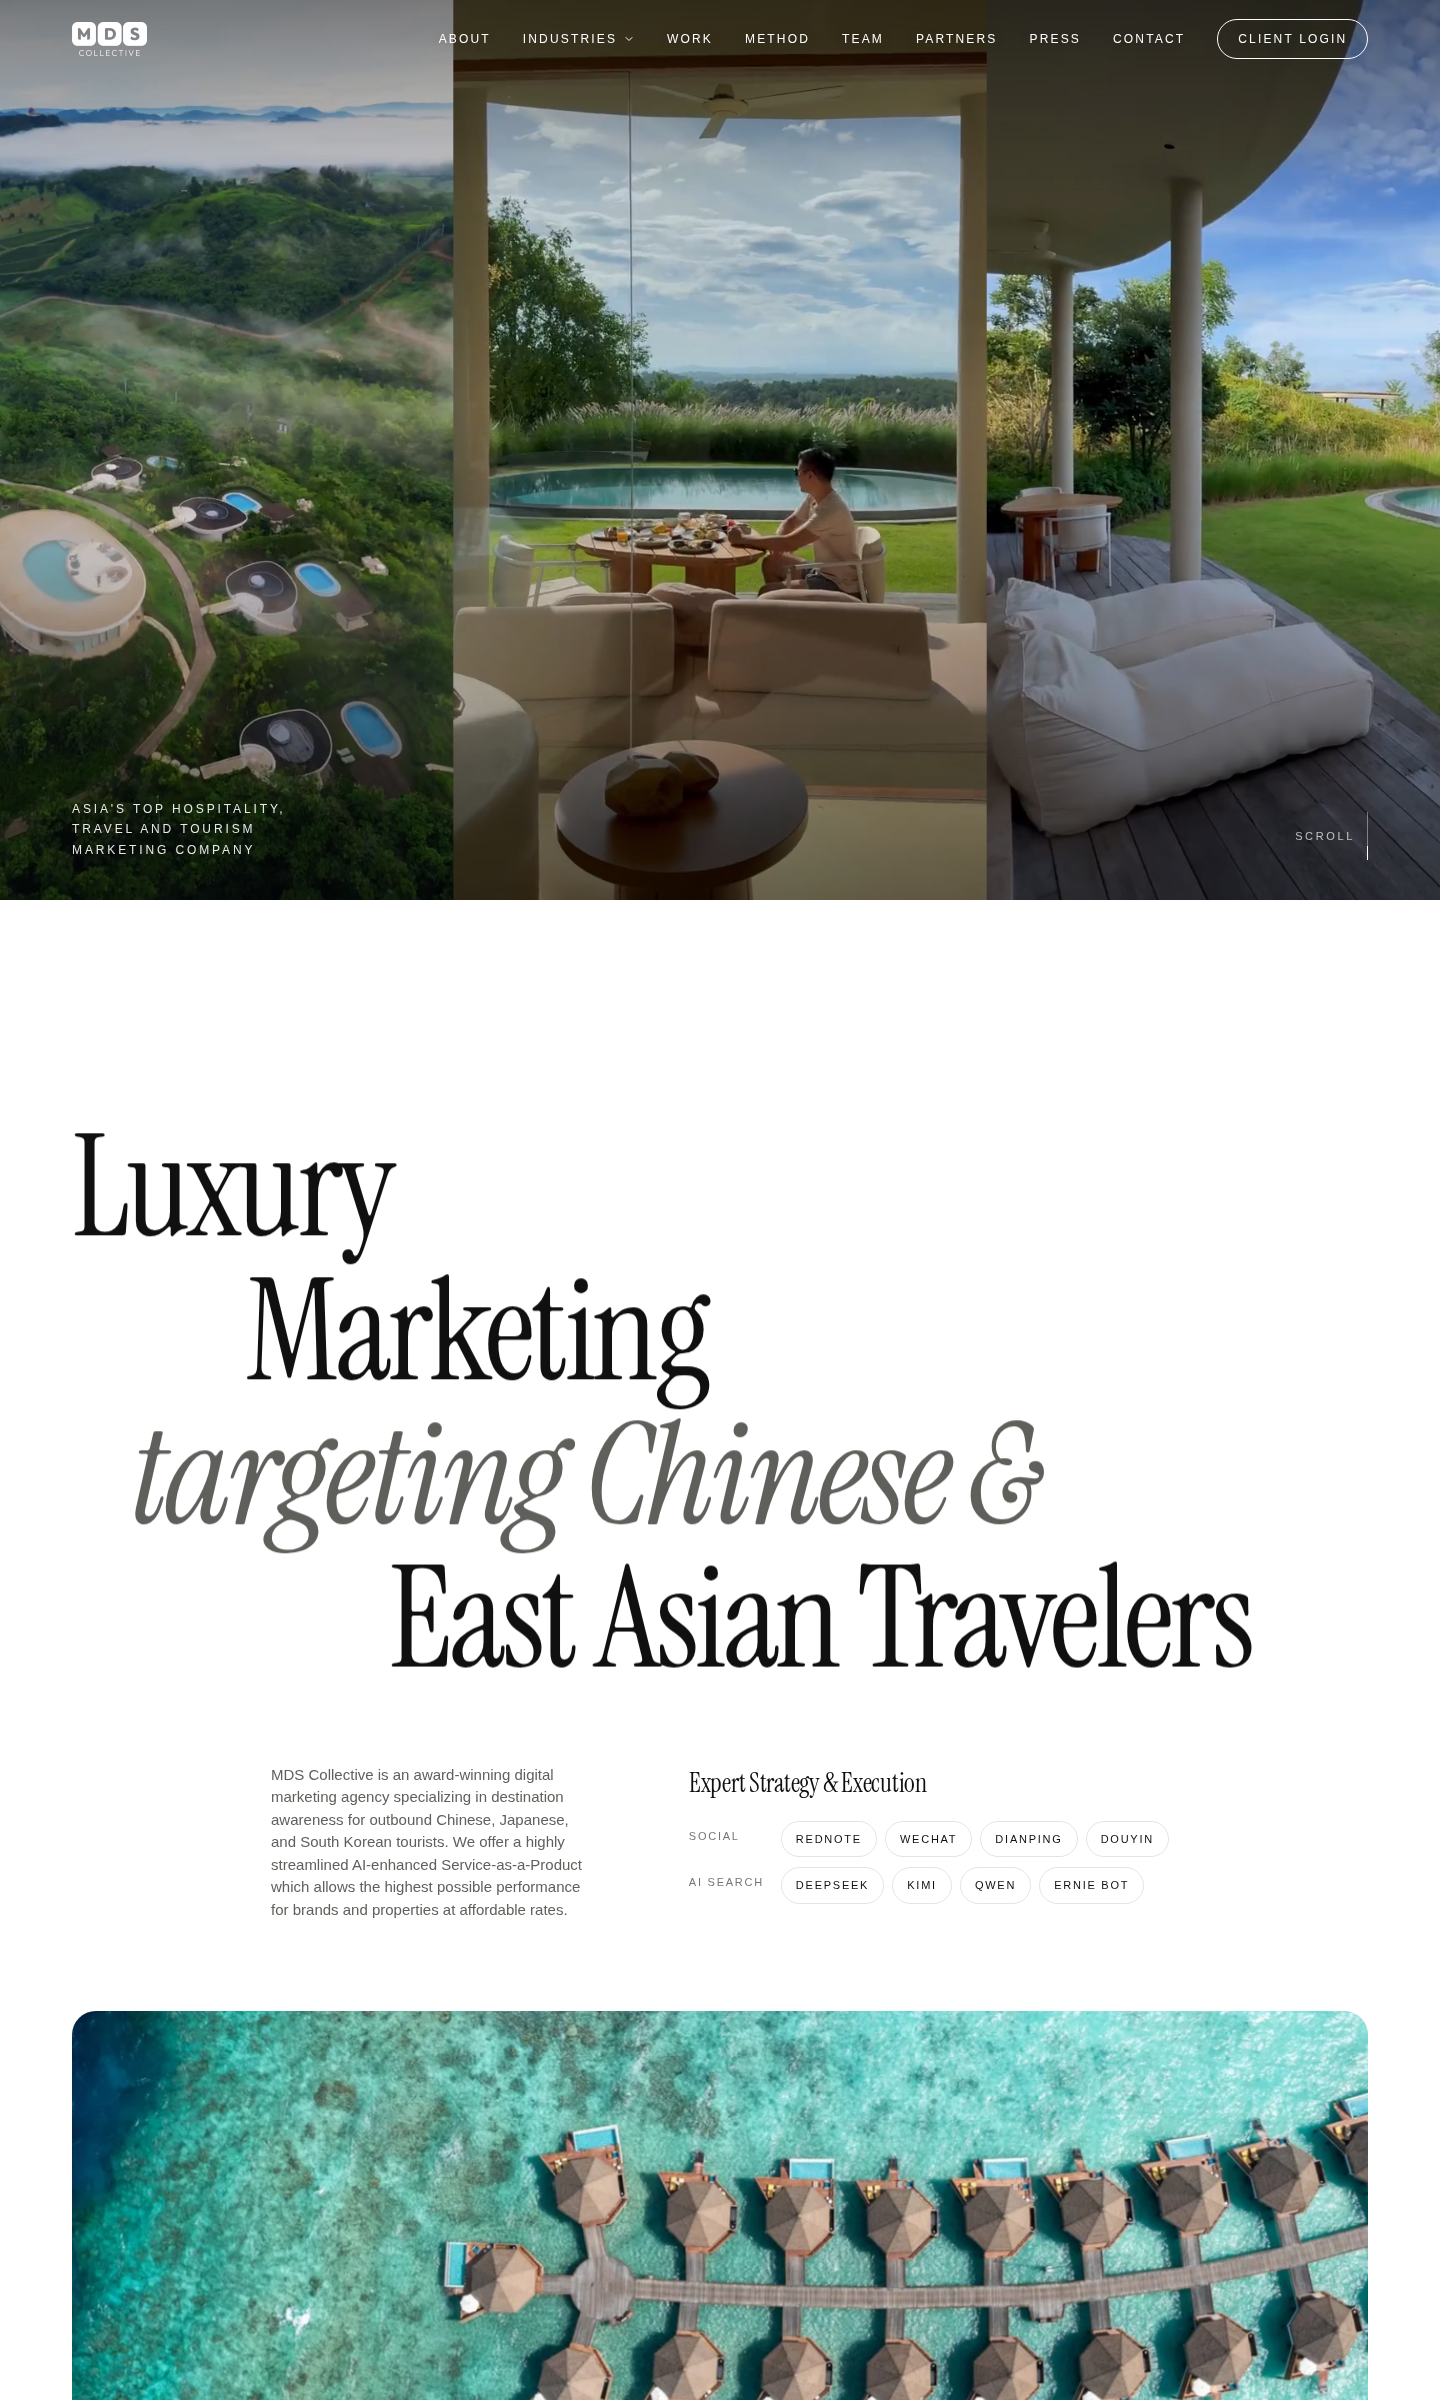 MDS
COLLECTIVE
ABOUT
INDUSTRIES
WORK
METHOD
TEAM
PARTNERS
PRESS
CONTACT
CLIENT LOGIN
ASIA'S TOP HOSPITALITY,
TRAVEL AND TOURISM
MARKETING COMPANY
SCROLL
Luxury
Marketing
targeting Chinese &
East Asian Travelers
MDS Collective is an award-winning digital
marketing agency specializing in destination
awareness for outbound Chinese, Japanese,
and South Korean tourists. We offer a highly
streamlined AI-enhanced Service-as-a-Product
which allows the highest possible performance
for brands and properties at affordable rates.
Expert Strategy & Execution
SOCIAL
REDNOTE
WECHAT
DIANPING
DOUYIN
AI SEARCH
DEEPSEEK
KIMI
QWEN
ERNIE BOT